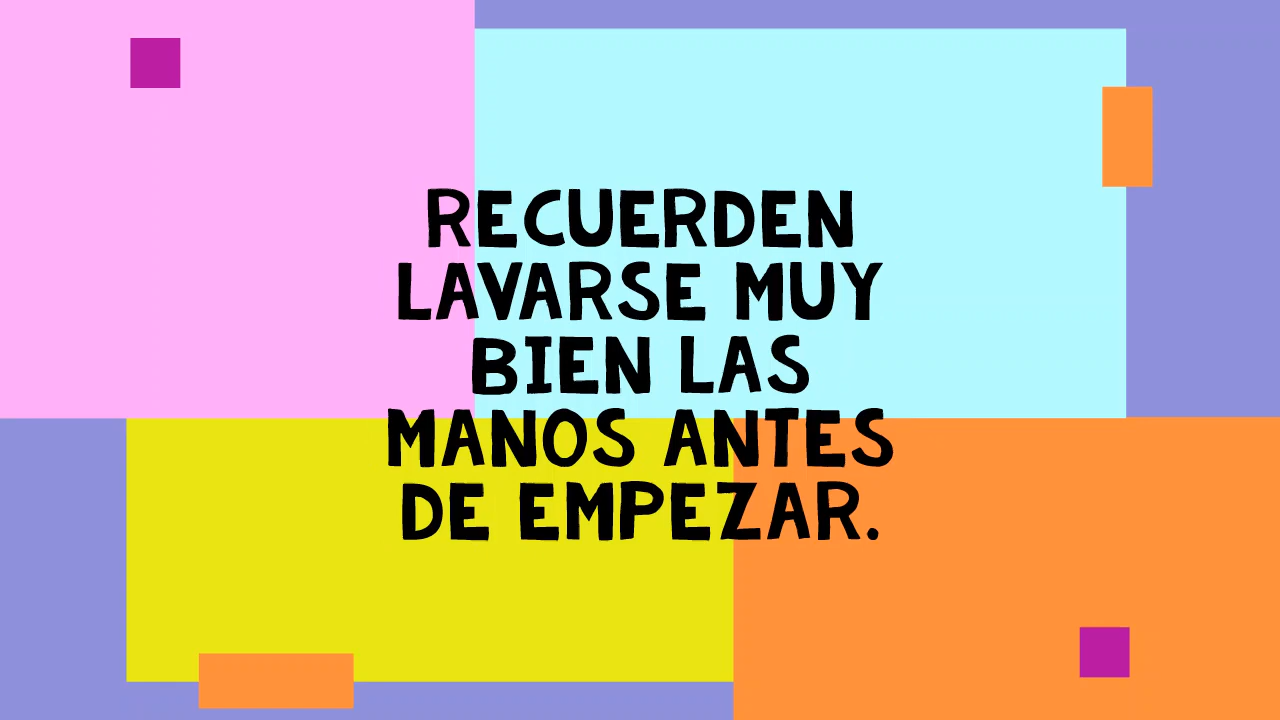 RECUERDEN
LAVARSE MUY
BIEN LAS
MANOS ANTES
DE EMPEZAR.